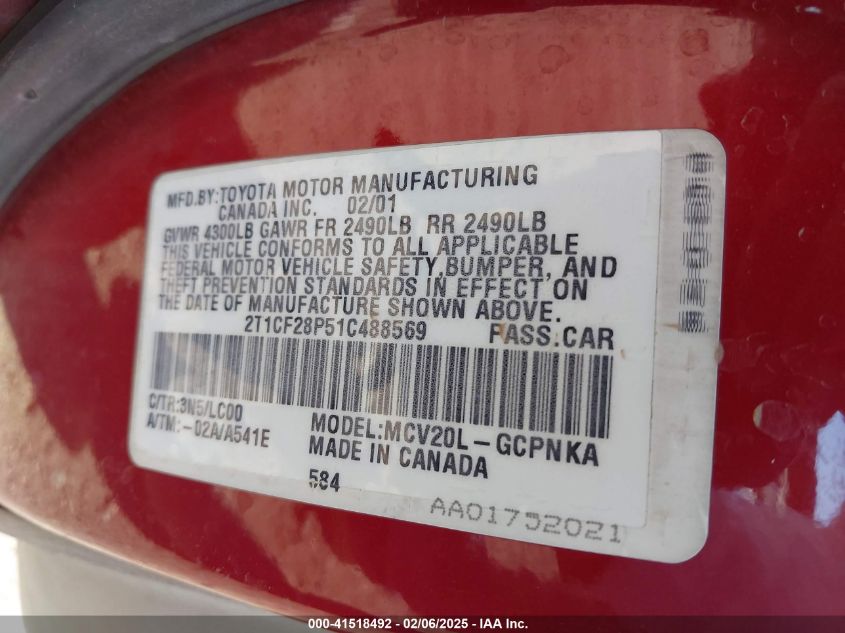 MFD.BY:TOYOTA MOTOR MANUFACTURING
CANADA INC. 02/01
GVWR 4300LB GAWR FR 2490LB RR 2490LB
THIS VEHICLE CONFORMS TO ALL APPLICABLE
FEDERAL MOTOR VEHICLE SAFETY,BUMPER, AND
THEFT PREVENTION STANDARDS IN EFFECT ON
THE DATE OF MANUFACTURE SHOWN ABOVE.
2T1CF28P51C488569 PASS.CAR
C/TR:3N5/LC00
A/TM:-02A/A541E
MODEL:MCV20L-GCPNKA
MADE IN CANADA
584
AA01752021
000-41518492 - 02/06/2025 - IAA Inc.